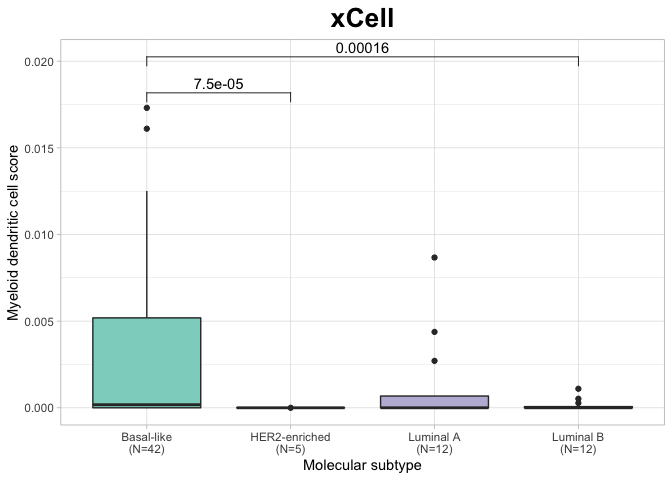 xCell
0.00016
7.5e-05
0.020
0.015
0.010
0.005
0.000
Myeloid dendritic cell score
Basal-like
(N=42)
HER2-enriched
(N=5)
Luminal A
(N=12)
Luminal B
(N=12)
Molecular subtype